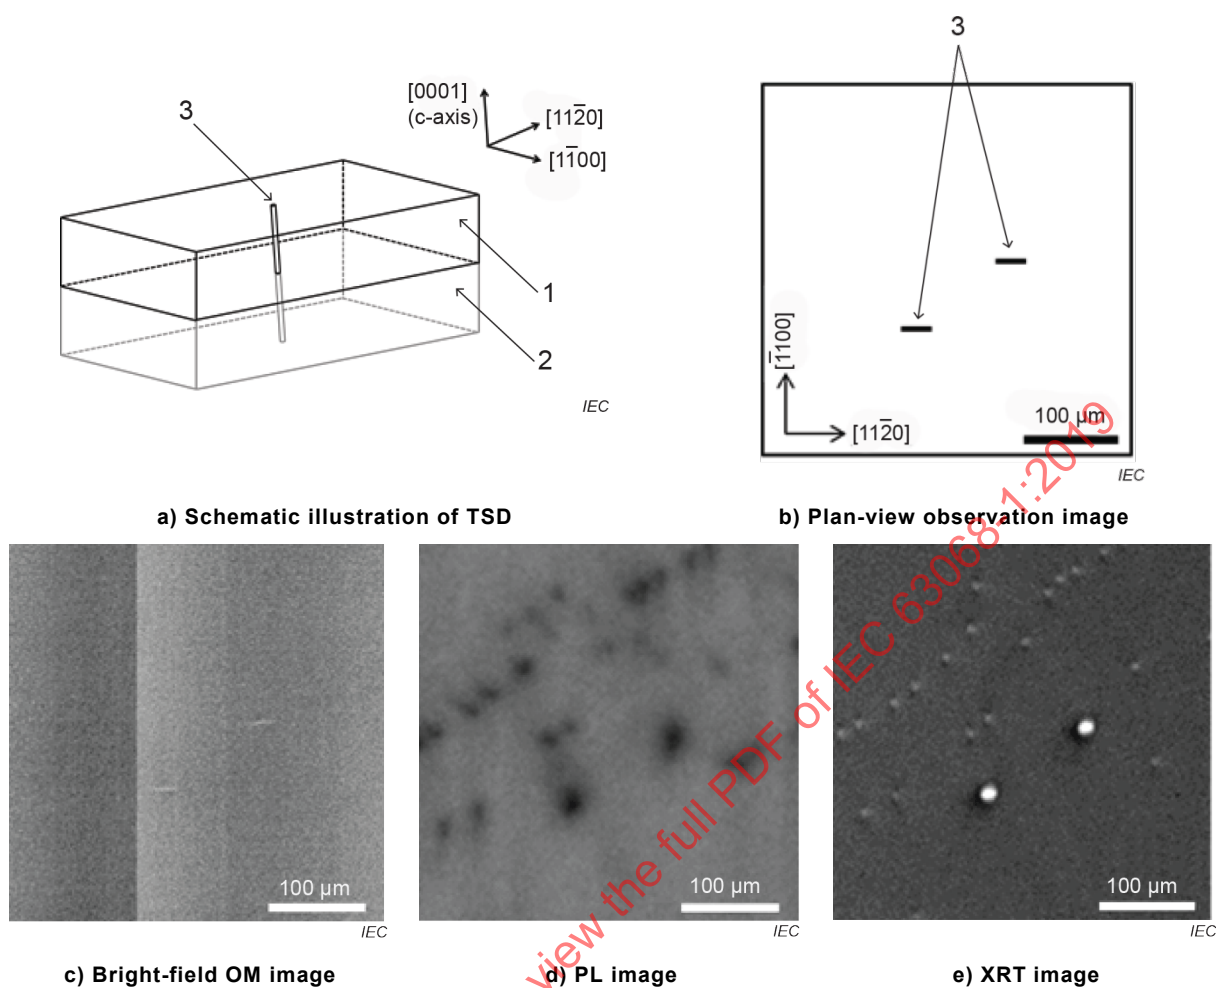 3
[0001]
(c-axis)
[112̄0]
[11̄00]
3
1
2
IEC
a) Schematic illustration of TSD
[1̄100]
[112̄0]
100 µm
IEC
b) Plan-view observation image
100 µm
IEC
c) Bright-field OM image
100 µm
IEC
d) PL image
100 µm
IEC
e) XRT image
view the full PDF of IEC 63068-1:2019